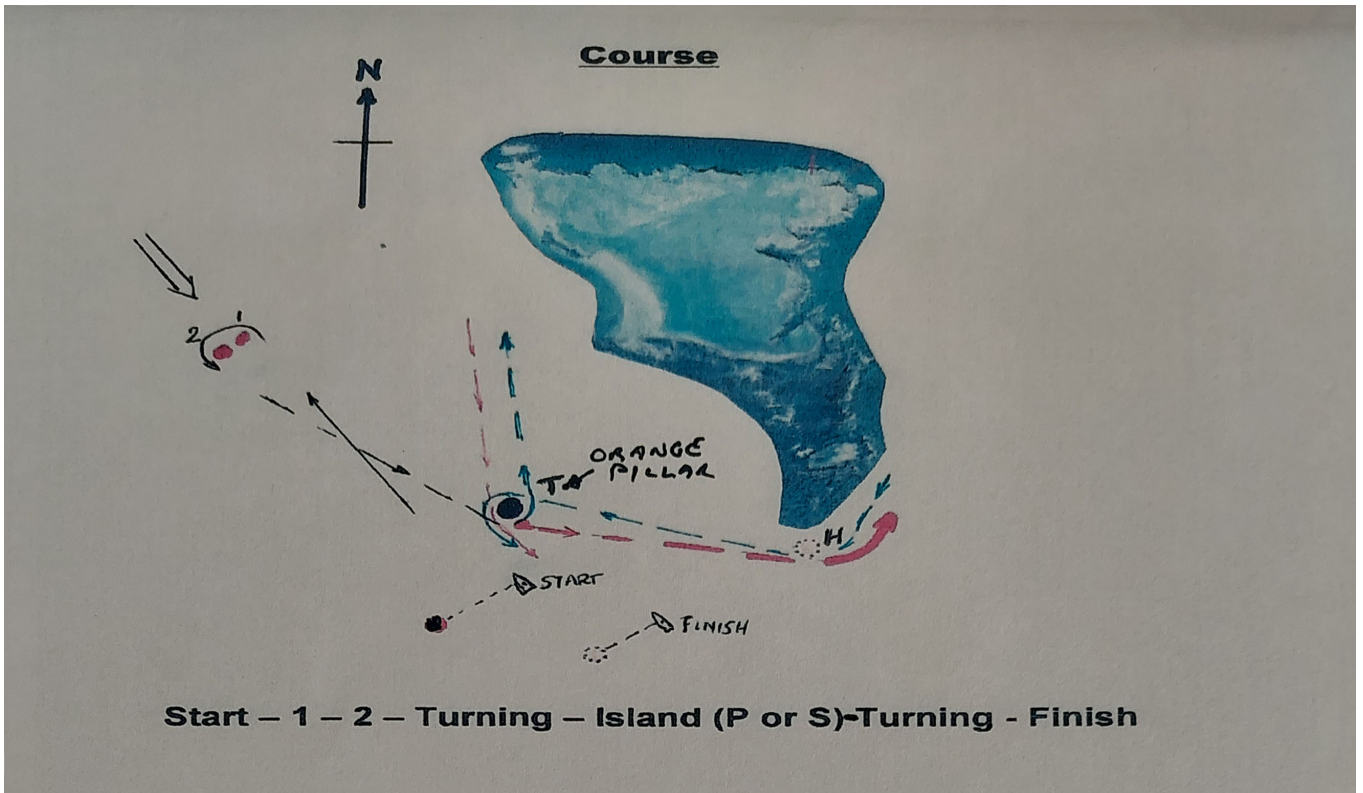 Course
N
1
2
ORANGE
T PILLAR
H
START
FINISH
Start – 1 – 2 – Turning – Island (P or S)-Turning - Finish